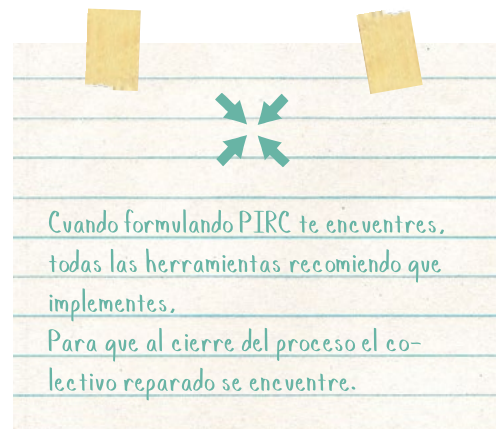 Cuando formulando PIRC te encuentres,
todas las herramientas recomiendo que
implementes,
Para que al cierre del proceso el co-
lectivo reparado se encuentre.